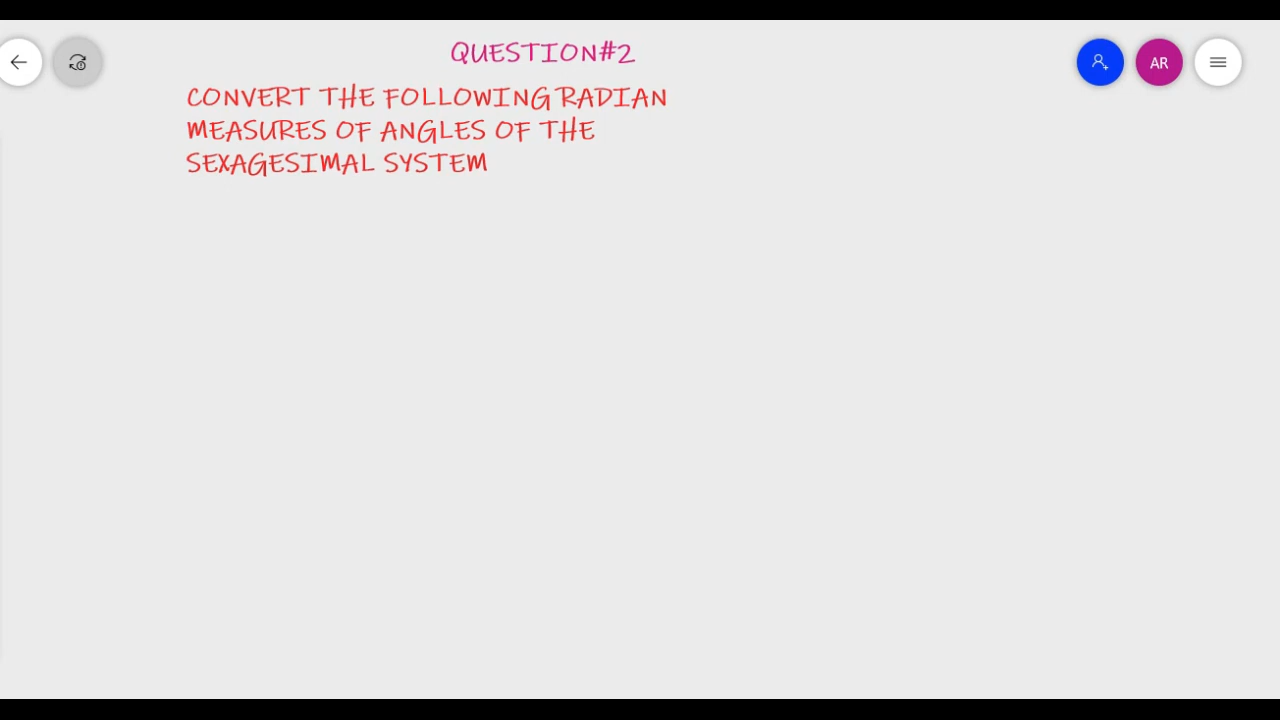 QUESTION#2
AR
CONVERT THE FOLLOWING RADIAN
MEASURES OF ANGLES OF THE
SEXAGESIMAL SYSTEM